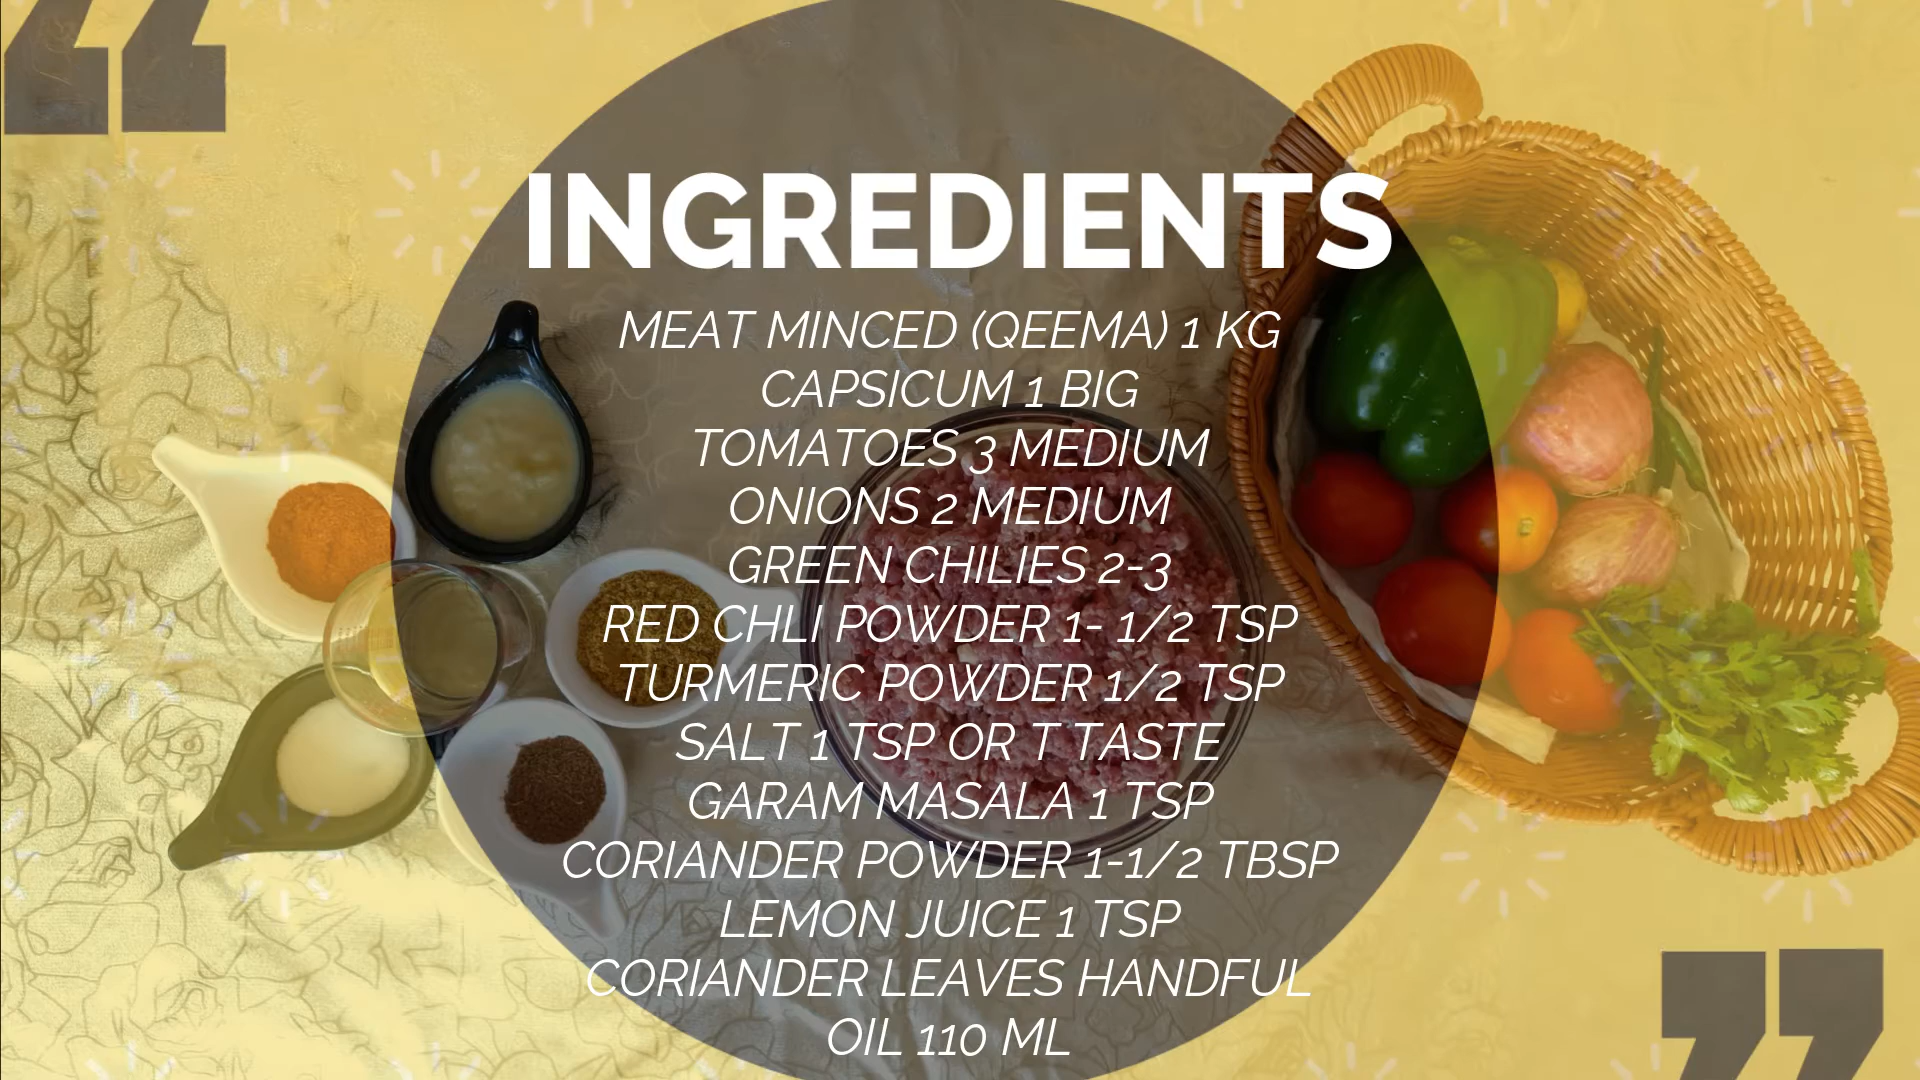 INGREDIENTS
MEAT MINCED (QEEMA) 1 KG
CAPSICUM 1 BIG
TOMATOES 3 MEDIUM
ONIONS 2 MEDIUM
GREEN CHILIES 2-3
RED CHLI POWDER 1- 1/2 TSP
TURMERIC POWDER 1/2 TSP
SALT 1 TSP OR T TASTE
GARAM MASALA 1 TSP
CORIANDER POWDER 1-1/2 TBSP
LEMON JUICE 1 TSP
CORIANDER LEAVES HANDFUL
OIL 110 ML